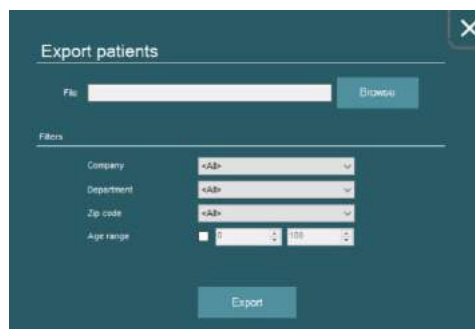 Export patients
File Browse
Filters
Company <All>
Department <All>
Zip code <All>
Age range 0 100
Export